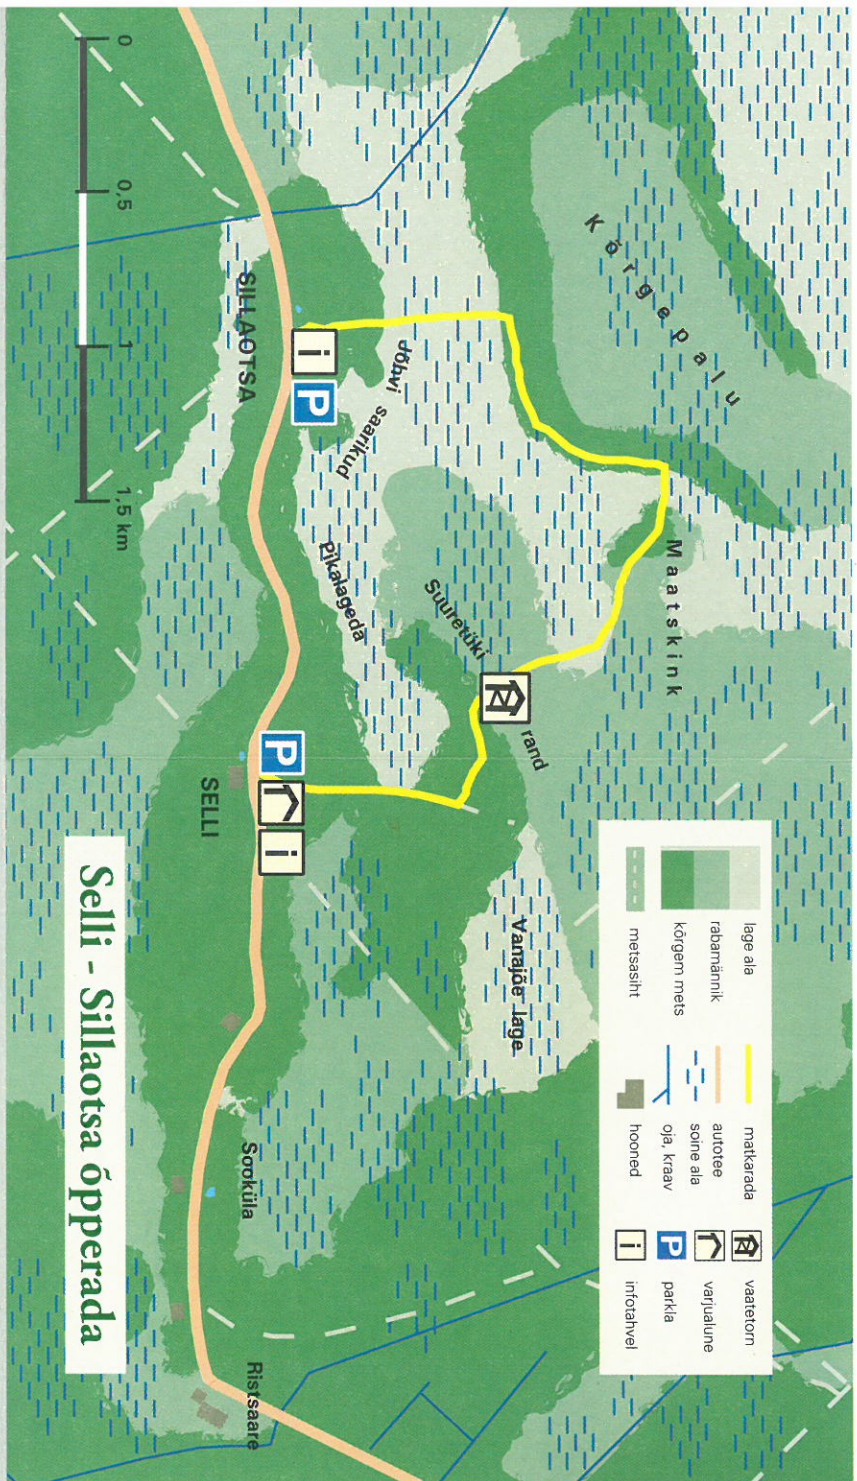 Kõrgepalu
Maatskink
Jõhvi
saarikud
Pikalageda
Suuretüki
rand
Vanajõe lage
SILLAOTSA
P
i
SELLI
P
i
Sooküla
Ristsaare
0
0,5
1
1,5 km
lage ala
rabamännik
kõrgem mets
metsasiht
matkarada
autotee
soine ala
oja, kraav
hooned
vaatetorn
varjualune
P parkla
i infotahvel
Selli - Sillaotsa õpperada